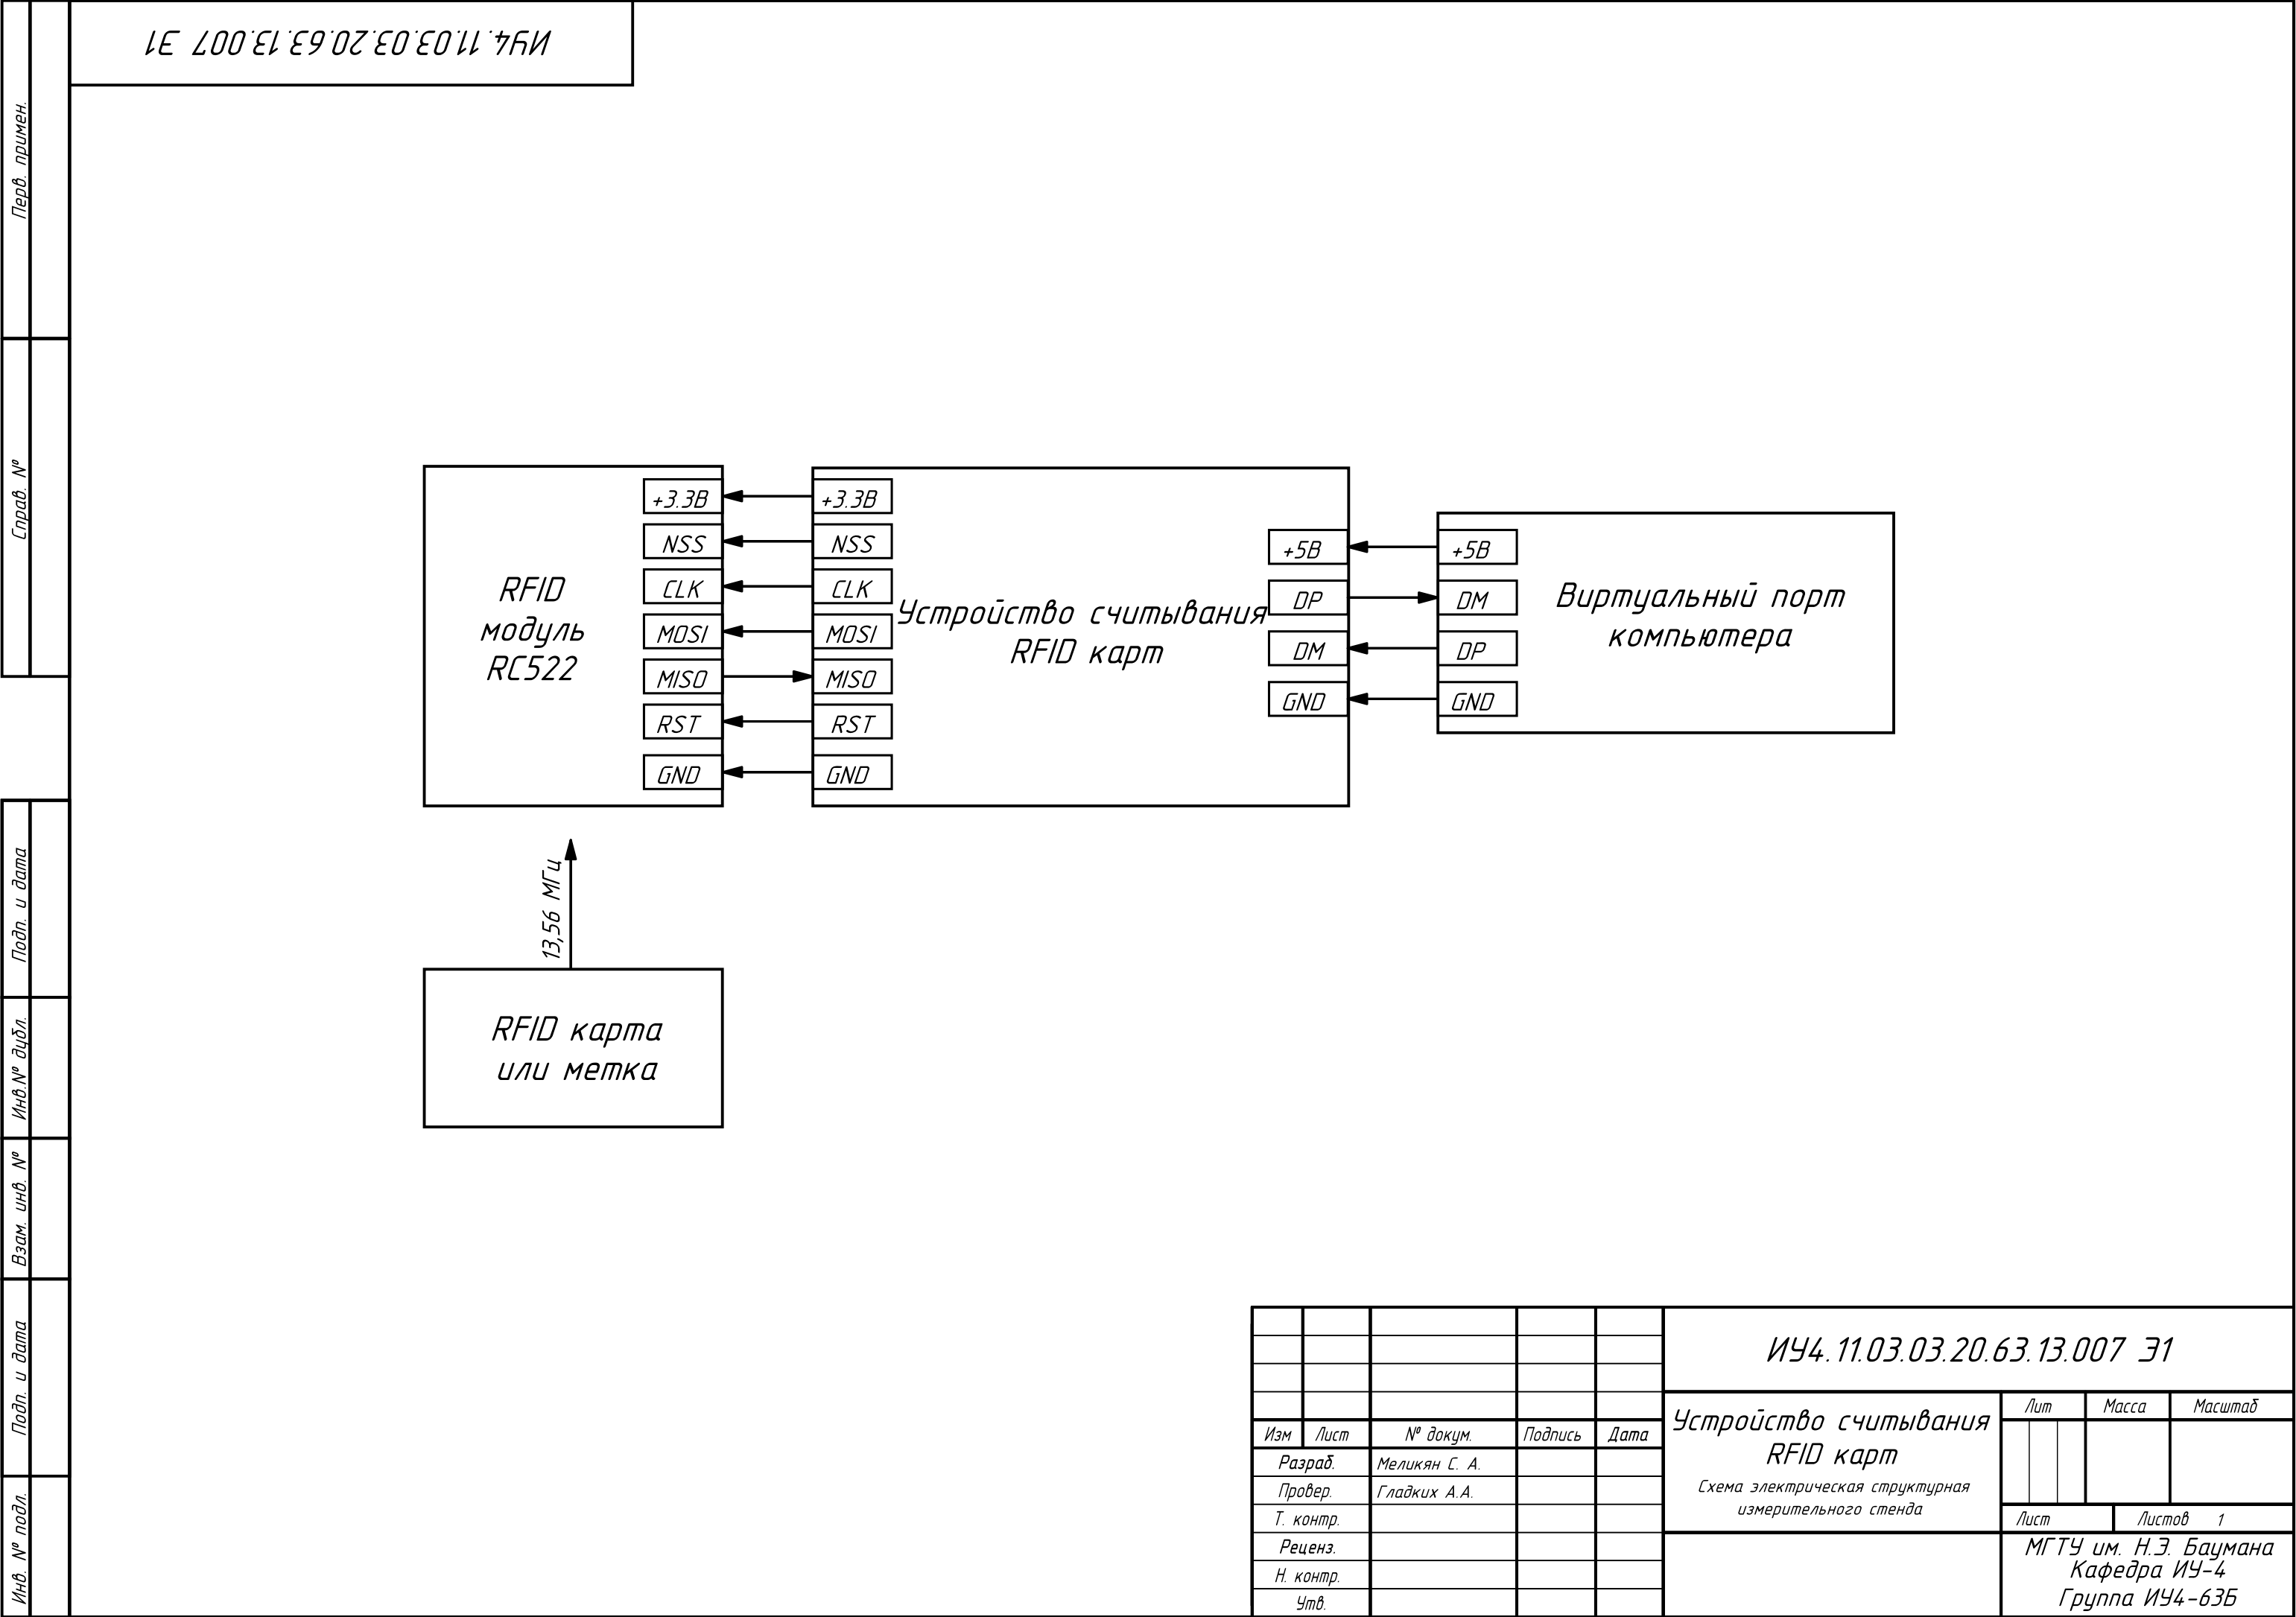 ИУ4.11.03.03.20.63.13.007 Э1
Перв. примен.
Справ. №
Подп. и дата
Инв.№ дубл.
Взам. инв. №
Подп. и дата
Инв. № подл.
RFID
модуль
RC522
+3.3В
NSS
CLK
MOSI
MISO
RST
GND
+3.3В
NSS
CLK
MOSI
MISO
RST
GND
Устройство считывания
RFID карт
+5В
DP
DM
GND
+5В
DM
DP
GND
Виртуальный порт
компьютера
13,56 МГц
RFID карта
или метка
ИУ4.11.03.03.20.63.13.007 Э1
Изм Лист № докум. Подпись Дата
Разраб. Меликян С. А.
Провер. Гладких А.А.
Т. контр.
Реценз.
Н. контр.
Утв.
Устройство считывания
RFID карт
Схема электрическая структурная
измерительного стенда
Лит Масса Масштаб
Лист Листов 1
МГТУ им. Н.Э. Баумана
Кафедра ИУ-4
Группа ИУ4-63Б